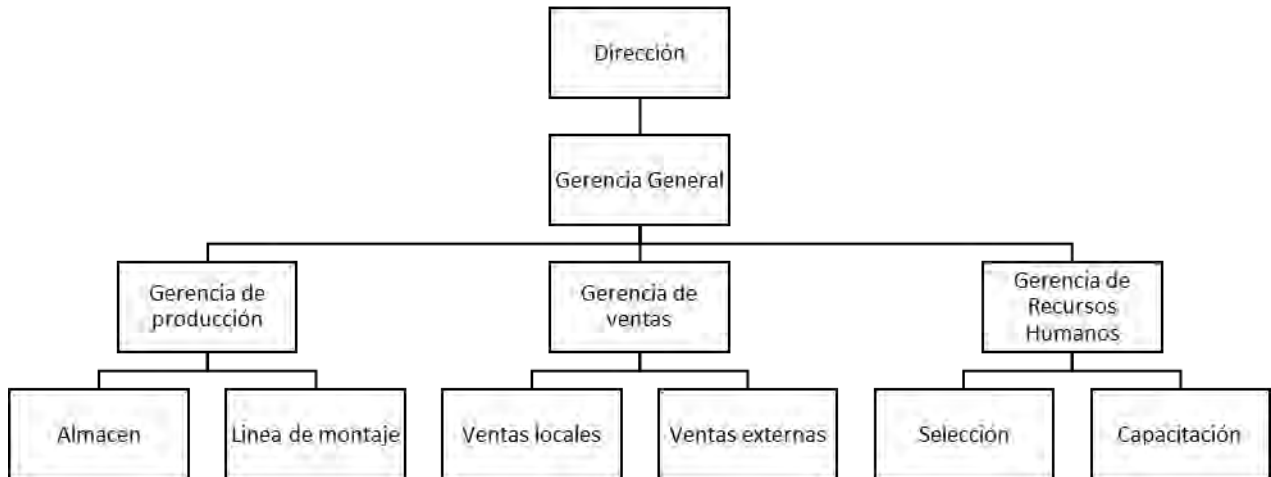 Dirección
Gerencia General
Gerencia de
producción
Gerencia de
ventas
Gerencia de
Recursos
Humanos
Almacen
Linea de montaje
Ventas locales
Ventas externas
Selección
Capacitación